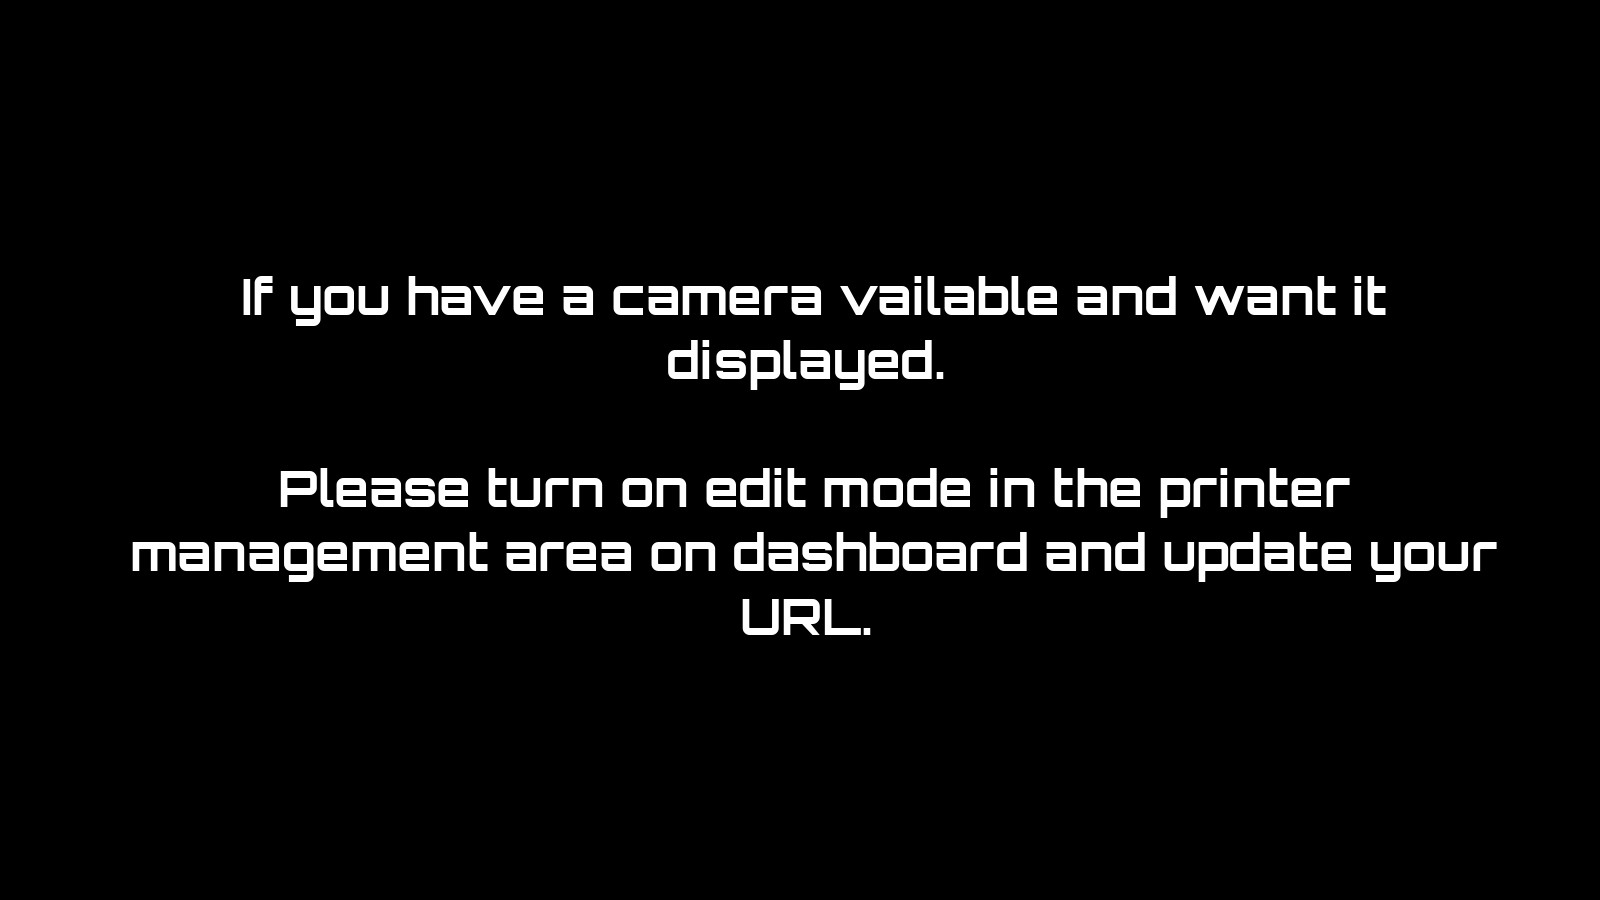 If you have a camera vailable and want it
displayed.
Please turn on edit mode in the printer
management area on dashboard and update your
URL.